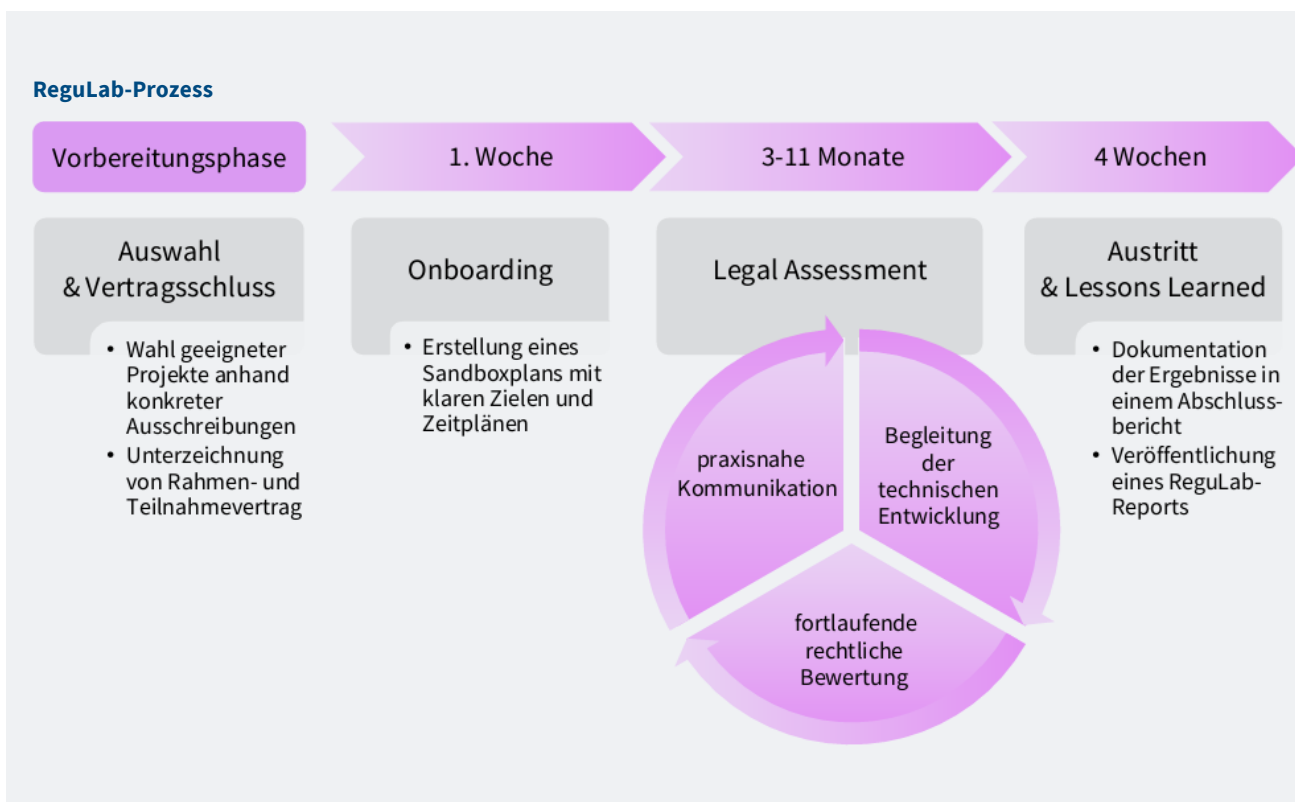 ReguLab-Prozess
Vorbereitungsphase
1. Woche
3-11 Monate
4 Wochen
Auswahl
& Vertragsschluss
• Wahl geeigneter
Projekte anhand
konkreter
Ausschreibungen
• Unterzeichnung
von Rahmen- und
Teilnahmevertrag
Onboarding
• Erstellung eines
Sandboxplans mit
klaren Zielen und
Zeitplänen
Legal Assessment
praxisnahe
Kommunikation
Begleitung
der
technischen
Entwicklung
fortlaufende
rechtliche
Bewertung
Austritt
& Lessons Learned
• Dokumentation
der Ergebnisse in
einem Abschluss-
bericht
• Veröffentlichung
eines ReguLab-
Reports